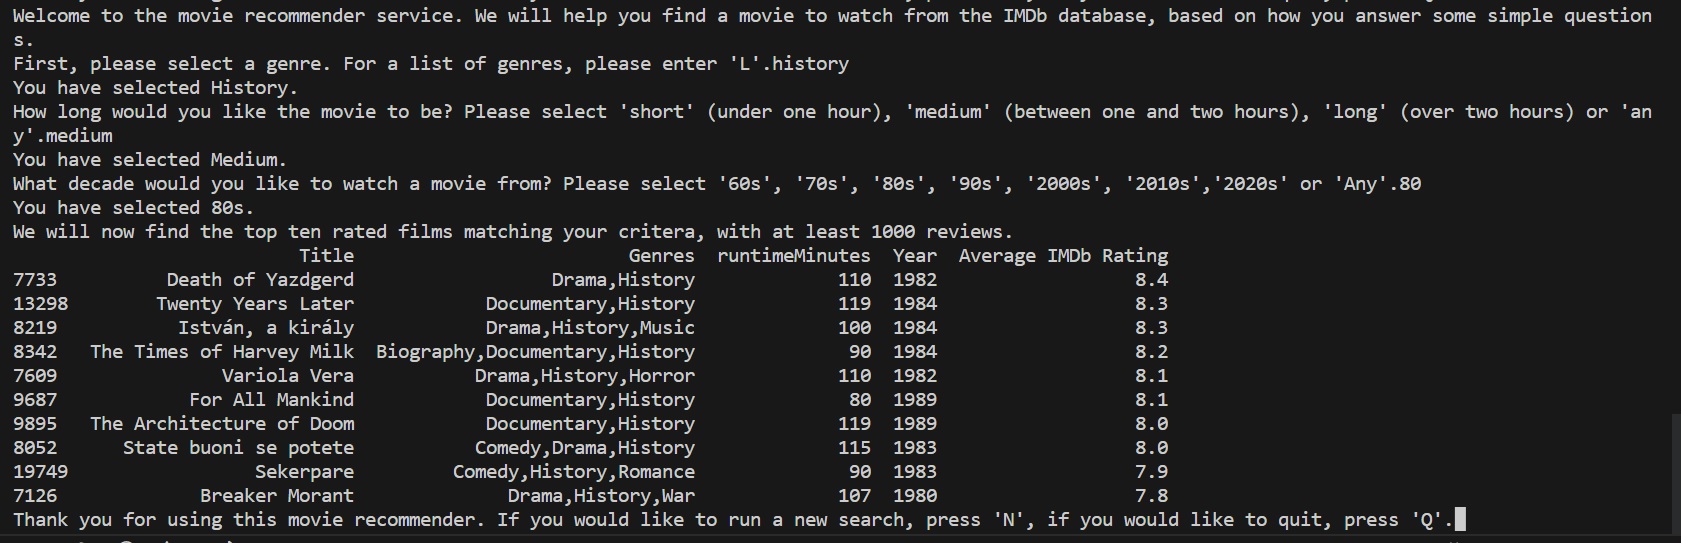 Welcome to the movie recommender service. We will help you find a movie to watch from the IMDb database, based on how you answer some simple question
s.
First, please select a genre. For a list of genres, please enter 'L'.history
You have selected History.
How long would you like the movie to be? Please select 'short' (under one hour), 'medium' (between one and two hours), 'long' (over two hours) or 'an
y'.medium
You have selected Medium.
What decade would you like to watch a movie from? Please select '60s', '70s', '80s', '90s', '2000s', '2010s','2020s' or 'Any'.80
You have selected 80s.
We will now find the top ten rated films matching your critera, with at least 1000 reviews.
Title Genres runtimeMinutes Year Average IMDb Rating
7733 Death of Yazdgerd Drama,History 110 1982 8.4
13298 Twenty Years Later Documentary,History 119 1984 8.3
8219 István, a király Drama,History,Music 100 1984 8.3
8342 The Times of Harvey Milk Biography,Documentary,History 90 1984 8.2
7609 Variola Vera Drama,History,Horror 110 1982 8.1
9687 For All Mankind Documentary,History 80 1989 8.1
9895 The Architecture of Doom Documentary,History 119 1989 8.0
8052 State buoni se potete Comedy,Drama,History 115 1983 8.0
19749 Sekerpare Comedy,History,Romance 90 1983 7.9
7126 Breaker Morant Drama,History,War 107 1980 7.8
Thank you for using this movie recommender. If you would like to run a new search, press 'N', if you would like to quit, press 'Q'.